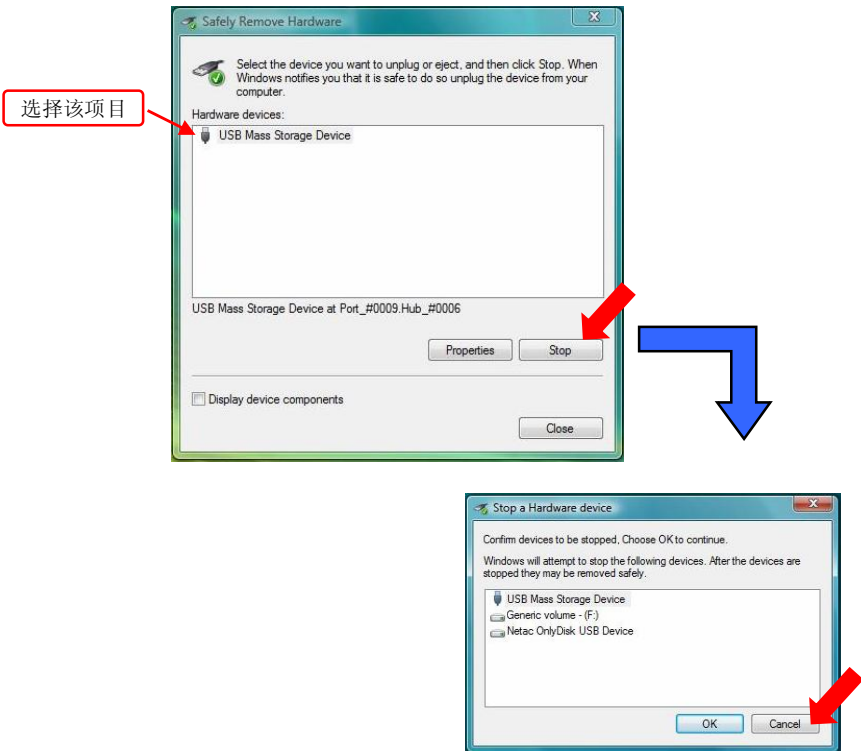 Safely Remove Hardware
Select the device you want to unplug or eject, and then click Stop. When
Windows notifies you that it is safe to do so unplug the device from your
computer.
选择该项目
Hardware devices:
USB Mass Storage Device
USB Mass Storage Device at Port_#0009.Hub_#0006
Properties
Stop
Display device components
Close
Stop a Hardware device
Confirm devices to be stopped, Choose OK to continue.
Windows will attempt to stop the following devices. After the devices are
stopped they may be removed safely.
USB Mass Storage Device
Generic volume - (F:)
Netac OnlyDisk USB Device
OK
Cancel